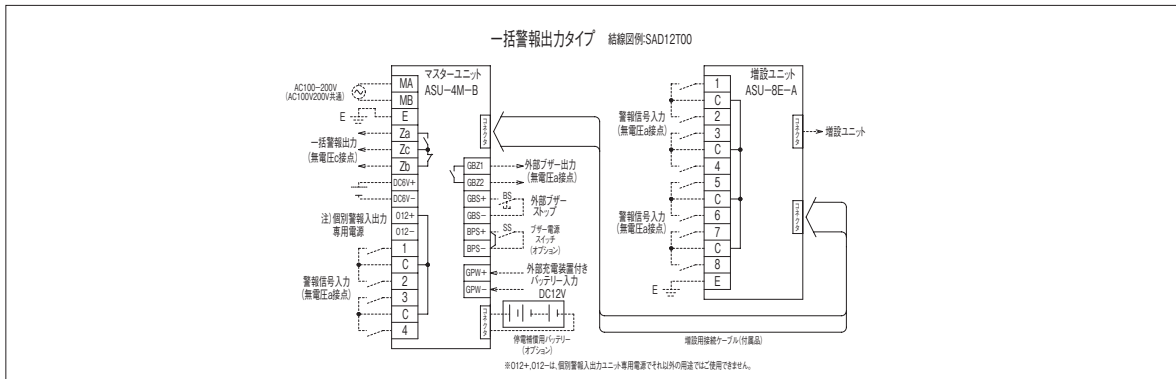 一括警報出力タイプ 結線図例:SAD12T00
マスターユニット
ASU-4M-B
AC100-200V
(AC100V200V共通)
MA
MB
E
E
Za
Zc
Zb
一括警報出力
(無電圧c接点)
DC6V+
DC6V-
注)個別警報入出力
専用電源
O12+
O12-
1
C
2
3
C
4
警報信号入力
(無電圧a接点)
コネクタ
GBZ1
GBZ2
外部ブザー出力
(無電圧a接点)
GBS+
GBS-
BS
外部ブザー
ストップ
BPS+
BPS-
SS
ブザー電源
スイッチ
(オプション)
GPW+
GPW-
外部充電装置付き
バッテリー入力
DC12V
コネクタ
停電補償用バッテリー
(オプション)
増設ユニット
ASU-8E-A
1
C
2
3
C
4
5
C
6
7
C
8
E
E
警報信号入力
(無電圧a接点)
警報信号入力
(無電圧a接点)
コネクタ
増設ユニット
コネクタ
増設用接続ケーブル(付属品)
※O12+,O12-は、個別警報入出力ユニット専用電源でそれ以外の用途ではご使用できません。